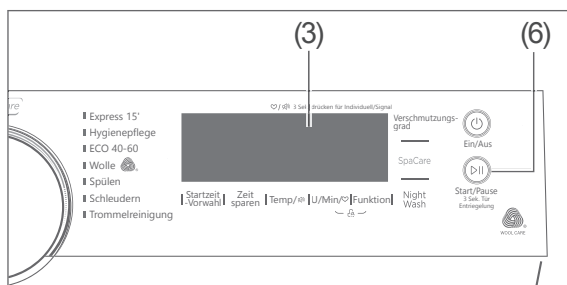 (3)
(6)
3 Sek. drücken für Individuell/Signal
Express 15'
Hygienepflege
ECO 40-60
Wolle
Spülen
Schleudern
Trommelreinigung
Verschmutzungs-
grad
SpaCare
Night
Wash
Startzeit
-Vorwahl
Zeit
sparen
Temp/
U/Min/
Funktion
Ein/Aus
Start/Pause
3 Sek. Tür
Entriegelung
WOOL CARE